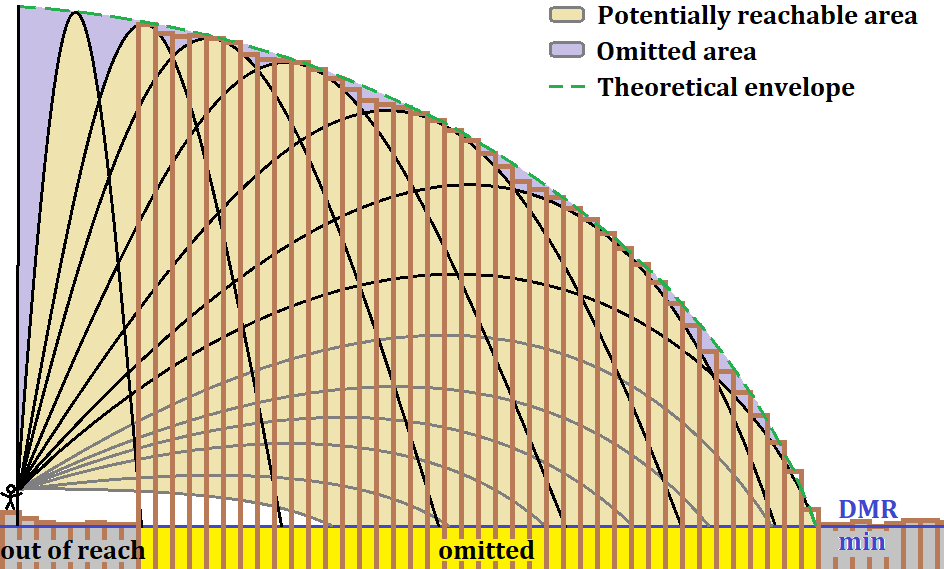 Potentially reachable area
Omitted area
Theoretical envelope
DMR
out of reach
omitted
min